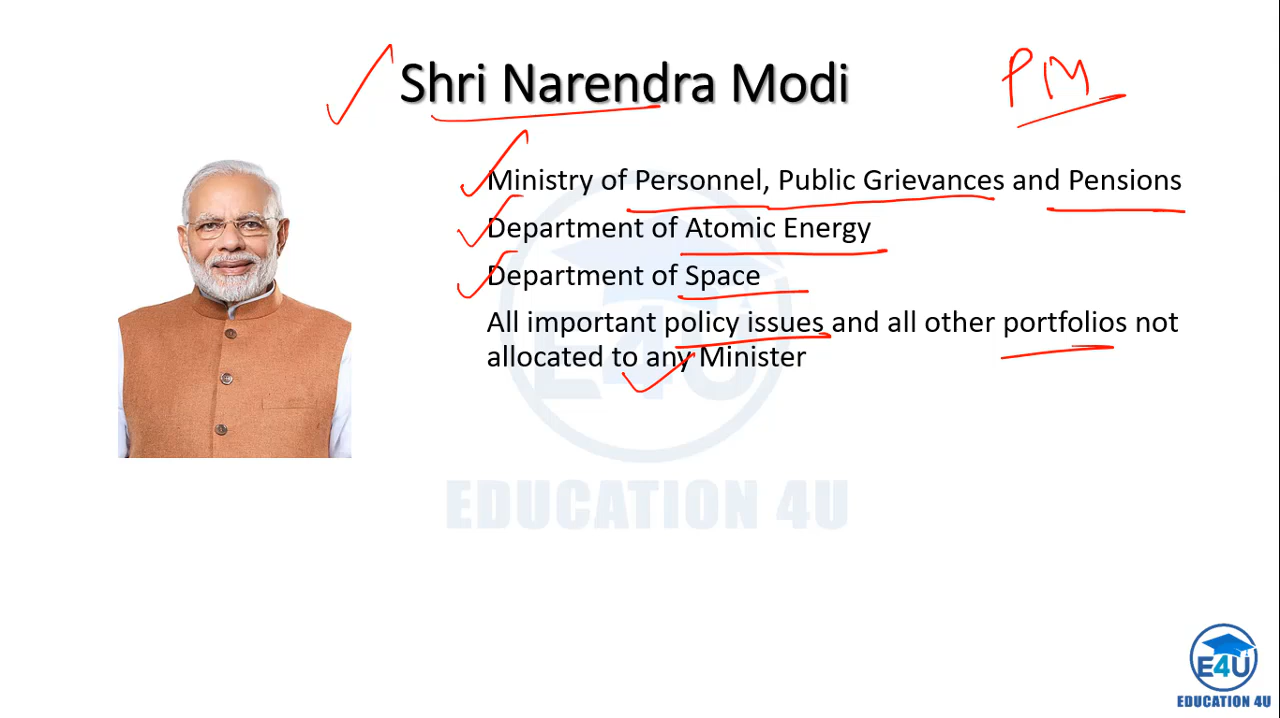 Shri Narendra Modi
PM
Ministry of Personnel, Public Grievances and Pensions
Department of Atomic Energy
Department of Space
All important policy issues and all other portfolios not
allocated to any Minister
E4U
EDUCATION 4U
E4U
EDUCATION 4U